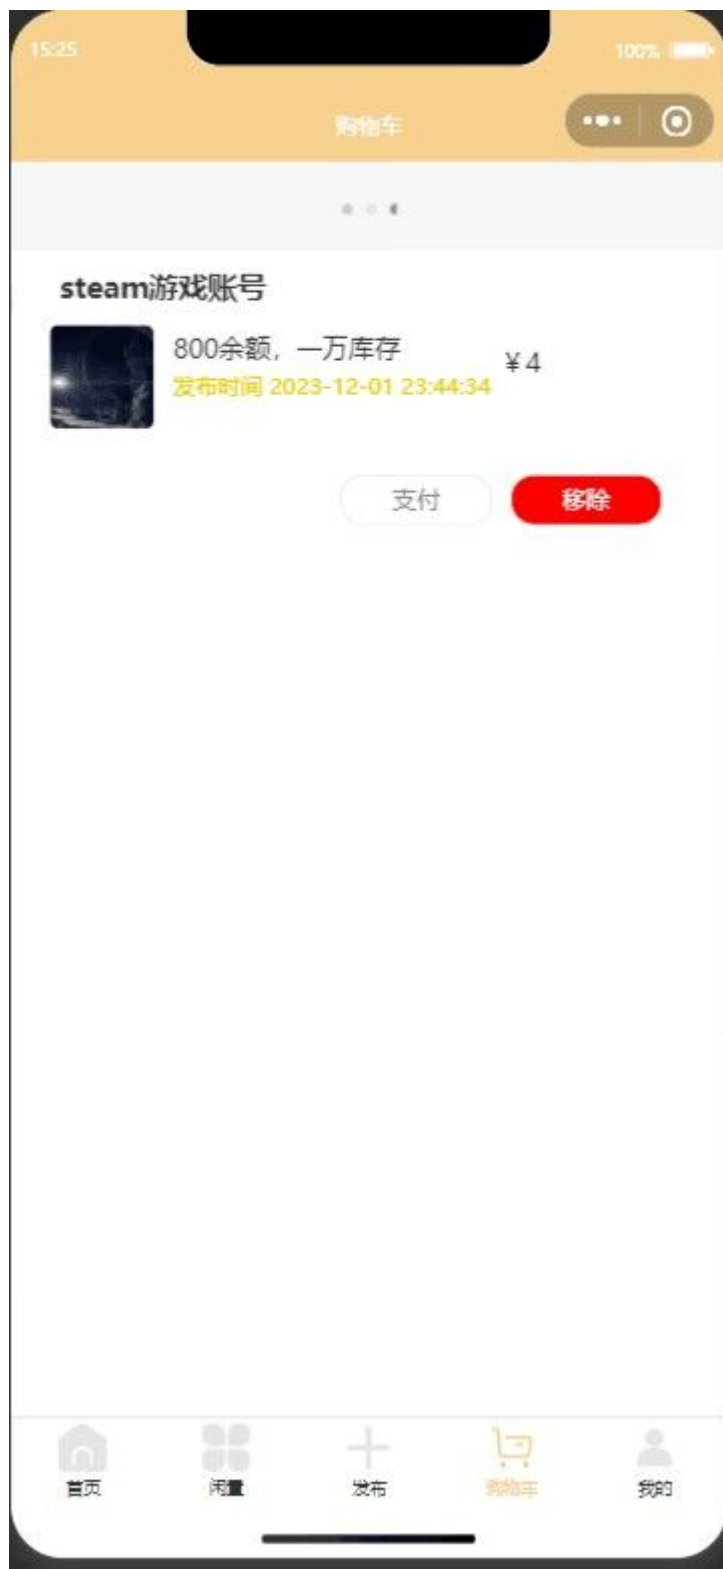 15:25
100%
购物车
steam游戏账号
800余额，一万库存
¥4
发布时间 2023-12-01 23:44:34
支付
移除
首页
闲置
发布
购物车
我的